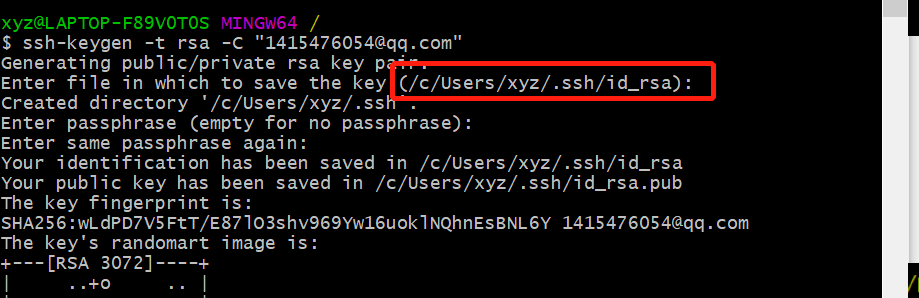 xyz@LAPTOP-F89V0T0S MINGW64 /
$ ssh-keygen -t rsa -C "1415476054@qq.com"
Generating public/private rsa key pair.
Enter file in which to save the key (/c/Users/xyz/.ssh/id_rsa):
Created directory '/c/Users/xyz/.ssh'.
Enter passphrase (empty for no passphrase):
Enter same passphrase again:
Your identification has been saved in /c/Users/xyz/.ssh/id_rsa
Your public key has been saved in /c/Users/xyz/.ssh/id_rsa.pub
The key fingerprint is:
SHA256:wLdPD7V5FtT/E87lO3shv969Yw16uoklNQhnEsBNL6Y 1415476054@qq.com
The key's randomart image is:
+---[RSA 3072]----+
|     ..+o     .. |